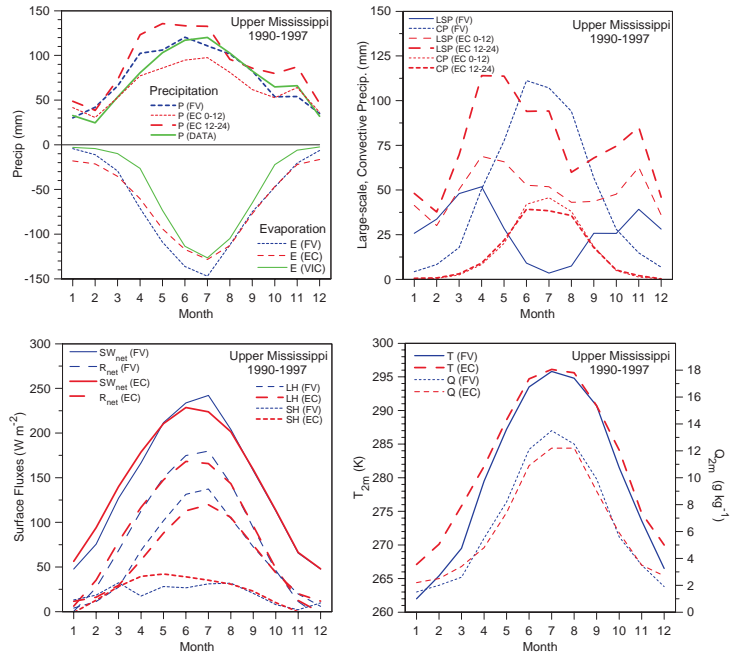 Upper Mississippi
1990-1997
150
100
50
0
-50
-100
-150
Precip (mm)
Precipitation
P (FV)
P (EC 0-12)
P (EC 12-24)
P (DATA)
Evaporation
E (FV)
E (EC)
E (VIC)
1 2 3 4 5 6 7 8 9 10 11 12
Month
LSP (FV)
CP (FV)
LSP (EC 0-12)
LSP (EC 12-24)
CP (EC 0-12)
CP (EC 12-24)
Upper Mississippi
1990-1997
150
125
100
75
50
25
0
Large-scale, Convective Precip. (mm)
1 2 3 4 5 6 7 8 9 10 11 12
Month
SWnet (FV)
Rnet (FV)
SWnet (EC)
Rnet (EC)
Upper Mississippi
1990-1997
LH (FV)
LH (EC)
SH (FV)
SH (EC)
300
250
200
150
100
50
0
Surface Fluxes (W m-2)
1 2 3 4 5 6 7 8 9 10 11 12
Month
T (FV)
T (EC)
Q (FV)
Q (EC)
Upper Mississippi
1990-1997
300
295
290
285
280
275
270
265
260
T2m (K)
18
16
14
12
10
8
6
4
2
0
Q2m (g kg-1)
1 2 3 4 5 6 7 8 9 10 11 12
Month